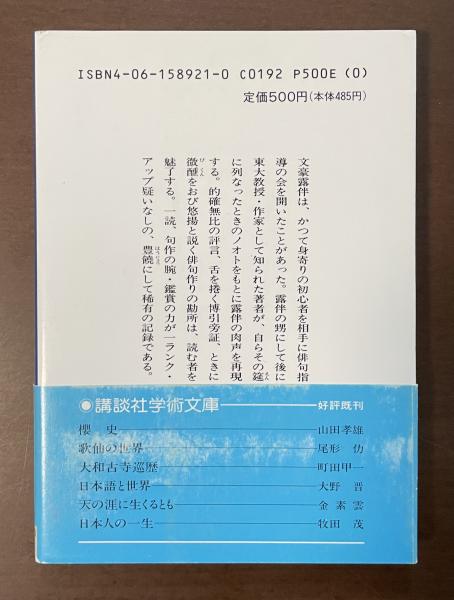 ISBN4-06-158921-0 C0192 P500E (0)
定価500円(本体485円)
文豪露伴は、かつて身寄りの初心者を相手に俳句指
導の会を開いたことがあった。露伴の甥にして後に
東大教授・作家として知られた著者が、自らその筵
に列なったときのノオトをもとに露伴の肉声を再現
する。的確無比の評言、舌を捲く博引旁証、ときに
微醺をおび悠揚と説く俳句作りの勘所は、読む者を
魅了する。一読、句作の腕・鑑賞の力が一ランク・
アップ疑いなしの、豊饒にして稀有の記録である。
●講談社学術文庫 好評既刊
櫻史 山田孝雄
歌仙の世界 尾形仂
大和古寺巡歴 町田甲一
日本語と世界 大野晋
天の涯に生くるとも 金素雲
日本人の一生 牧田茂